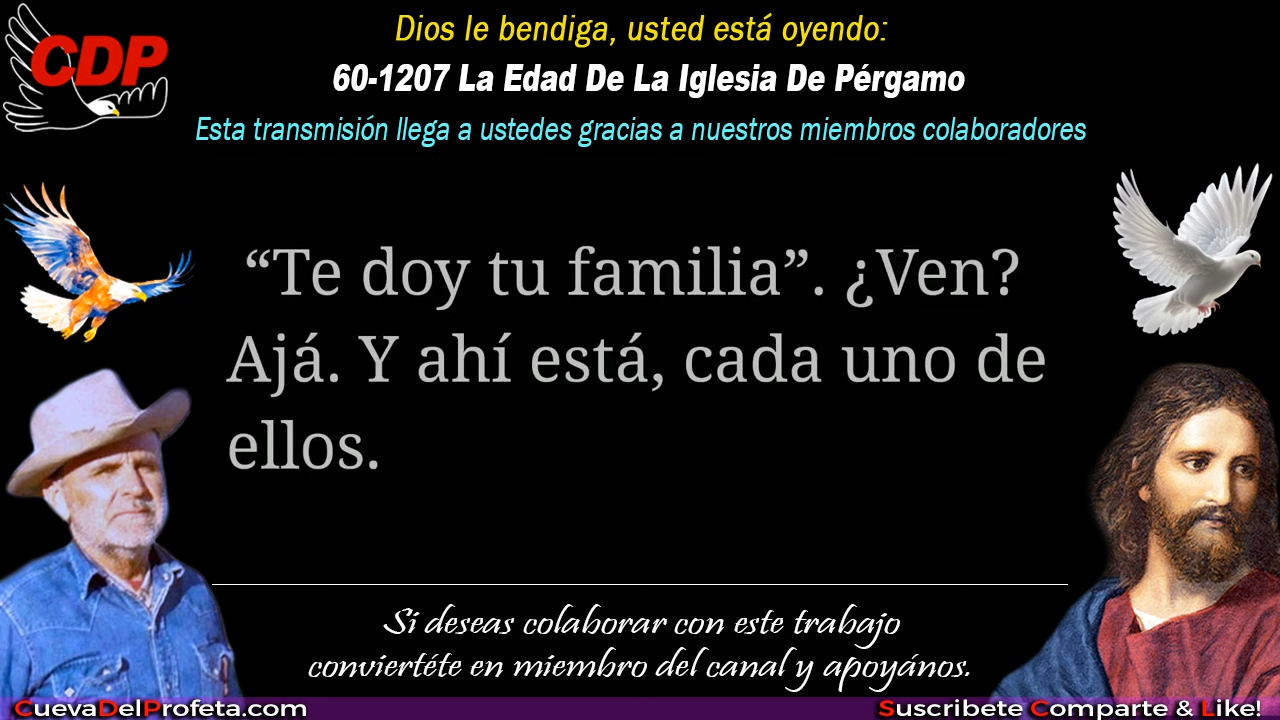 CDP
Dios le bendiga, usted está oyendo:
60-1207 La Edad De La Iglesia De Pérgamo
Esta transmisión llega a ustedes gracias a nuestros miembros colaboradores
“Te doy tu familia”. ¿Ven?
Ajá. Y ahí está, cada uno de
ellos.
Si deseas colaborar con este trabajo
conviertéte en miembro del canal y apoyános.
CuevaDelProfeta.com
Suscribete Comparte & Like!